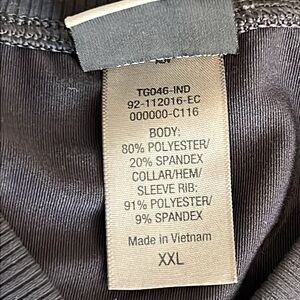 TG046-IND
92-112016-EC
000000-C116
BODY:
80% POLYESTER/
20% SPANDEX
COLLAR/HEM/
SLEEVE RIB:
91% POLYESTER/
9% SPANDEX
Made in Vietnam
XXL